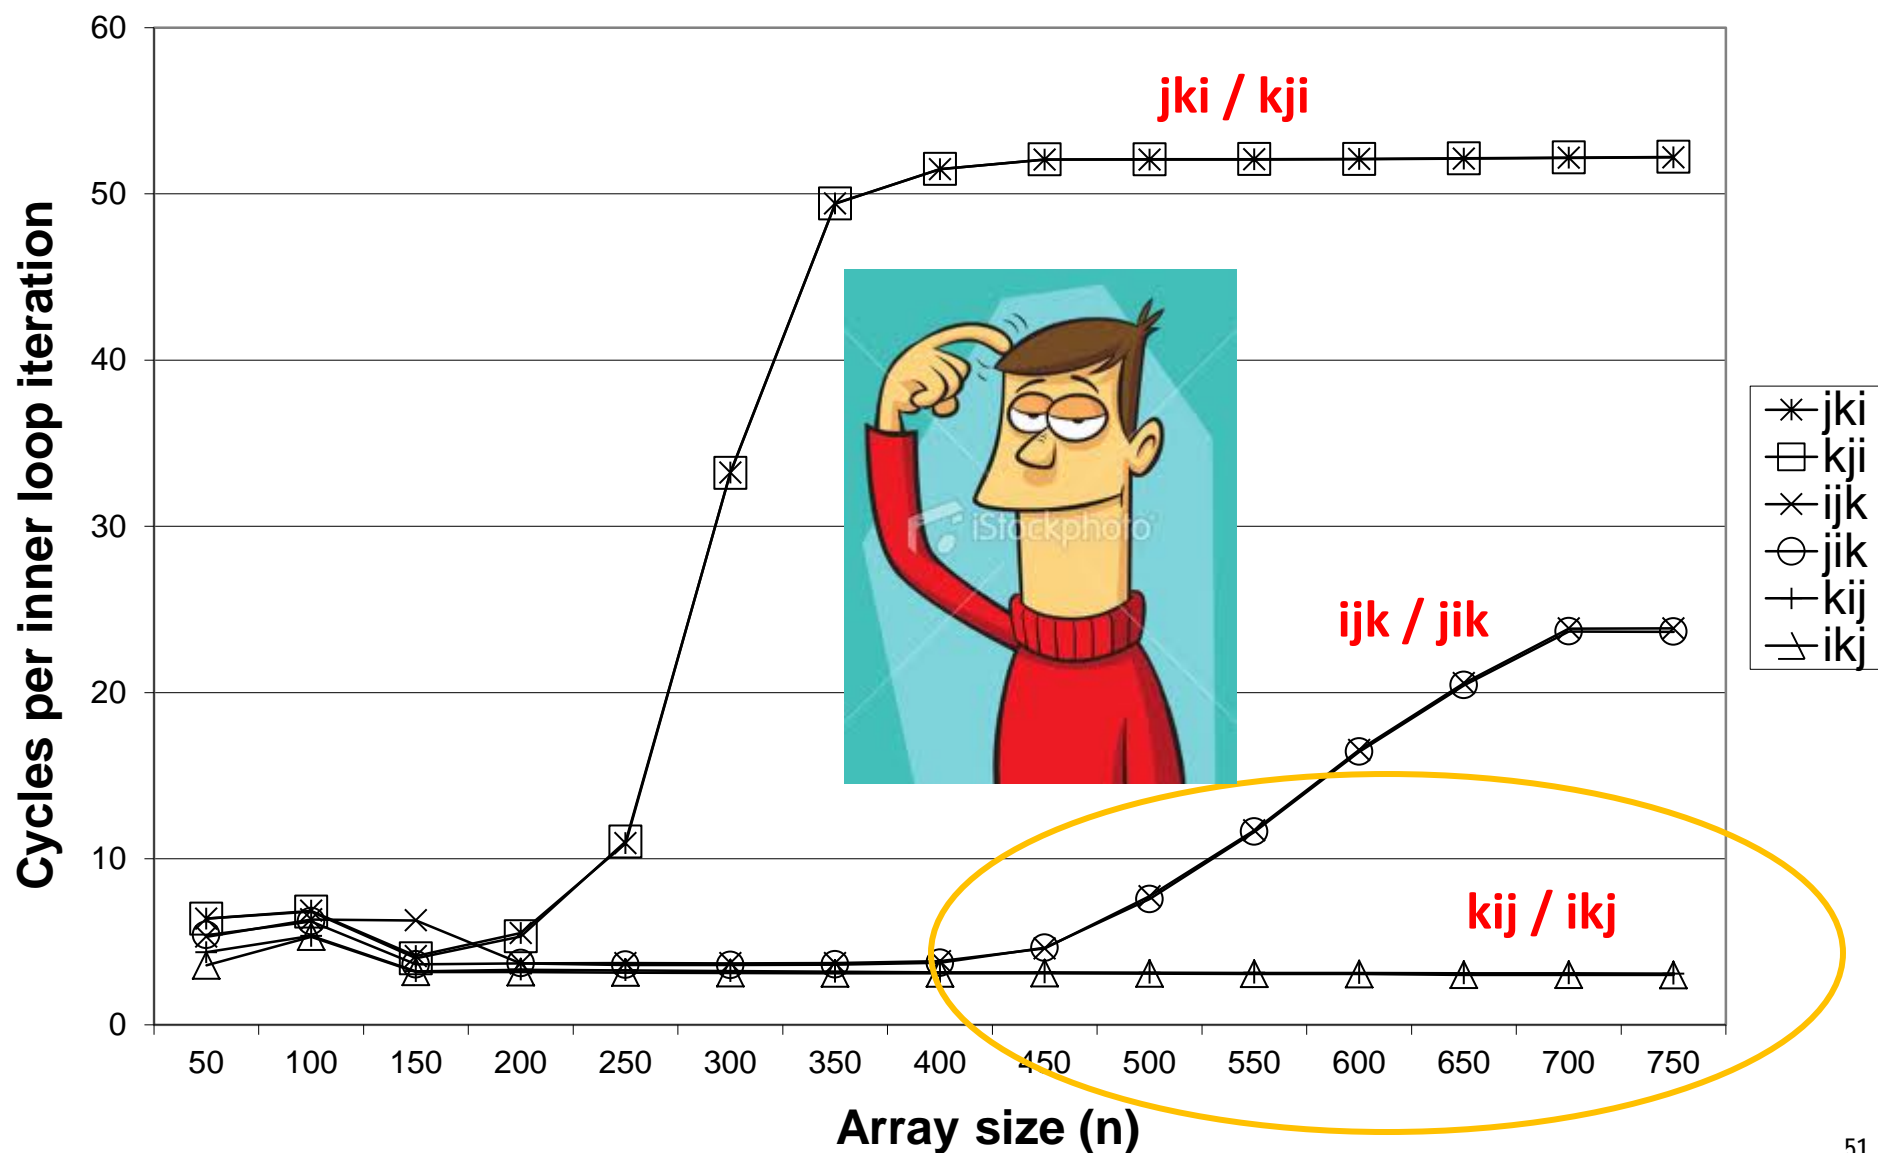 60
50
40
30
20
10
0
Cycles per inner loop iteration
jki / kji
iStockphoto
ijk / jik
kij / ikj
jki
kji
ijk
jik
kij
ikj
50 100 150 200 250 300 350 400 450 500 550 600 650 700 750
Array size (n)
51